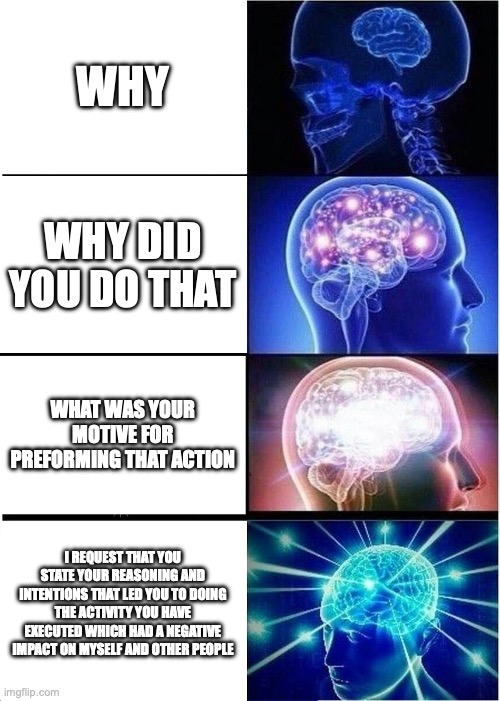 WHY
WHY DID
YOU DO THAT
WHAT WAS YOUR
MOTIVE FOR
PREFORMING THAT ACTION
I REQUEST THAT YOU
STATE YOUR REASONING AND
INTENTIONS THAT LED YOU TO DOING
THE ACTIVITY YOU HAVE
EXECUTED WHICH HAD A NEGATIVE
IMPACT ON MYSELF AND OTHER PEOPLE
imgflip.com